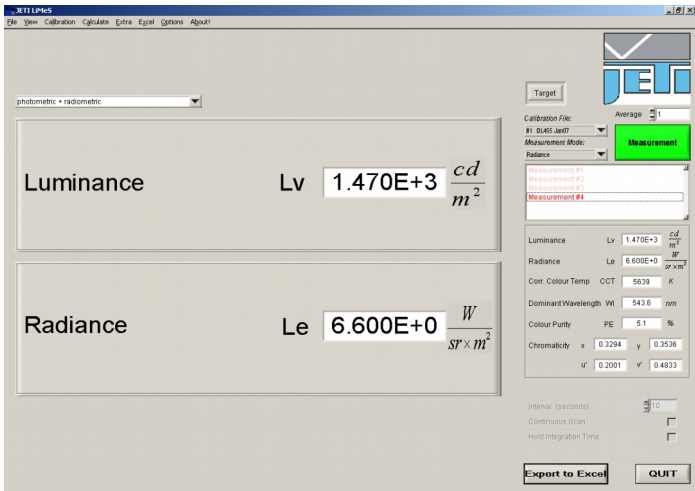 JETI LiMeS
File View Calibration Calculate Extra Excel Options About!
JETI
Target
photometric + radiometric
Calibration File:
Average 1
#1 GL455 Jan07
Measurement Mode:
Measurement
Radiance
Measurement #1
Measurement #2
Measurement #3
Measurement #4
Luminance Lv 1.470E+3 cd/m²
Radiance Le 6.600E+0 W/sr×m²
Luminance Lv 1.470E+3 cd/m²
Radiance Le 6.600E+0 W/sr×m²
Corr. Colour Temp CCT 5639 K
Dominant Wavelength Wl 543.6 nm
Colour Purity PE 5.1 %
Chromaticity x 0.3294 y 0.3536
u' 0.2001 v' 0.4833
Interval (seconds) 10
Continuous Scan
Hold Integration Time
Export to Excel QUIT